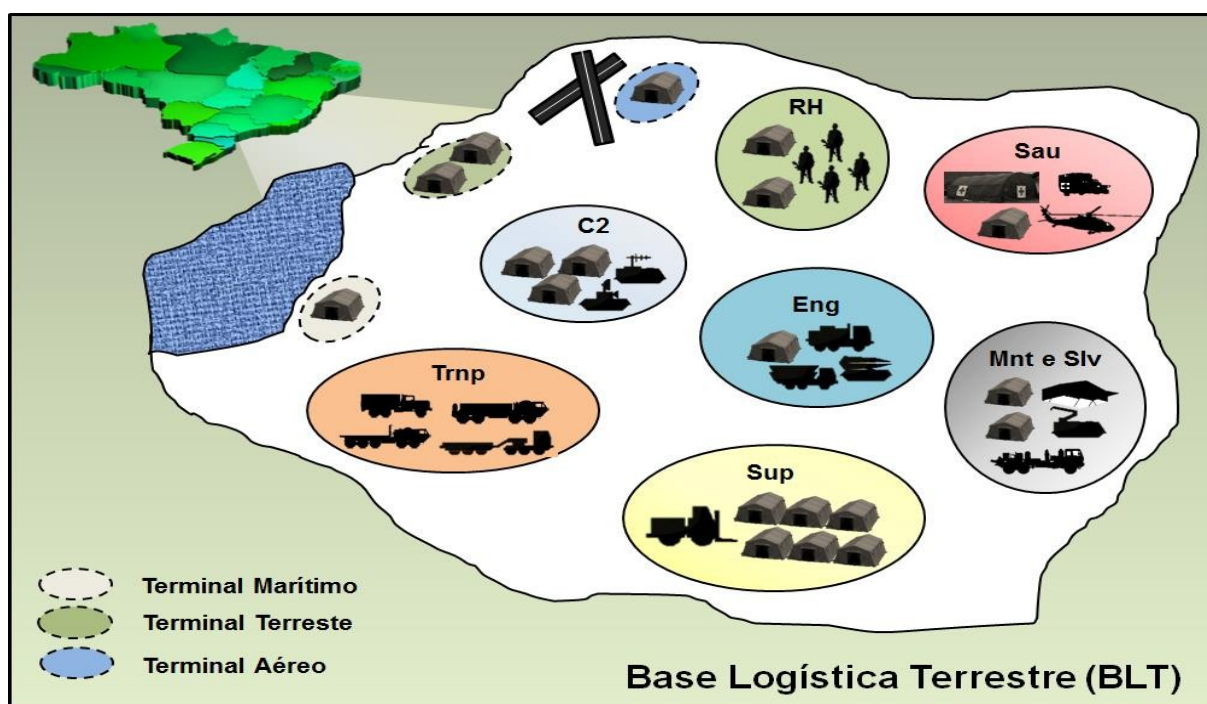 RH
Sau
C2
Eng
Mnt e Slv
Trnp
Sup
Terminal Marítimo
Terminal Terreste
Terminal Aéreo
Base Logística Terrestre (BLT)